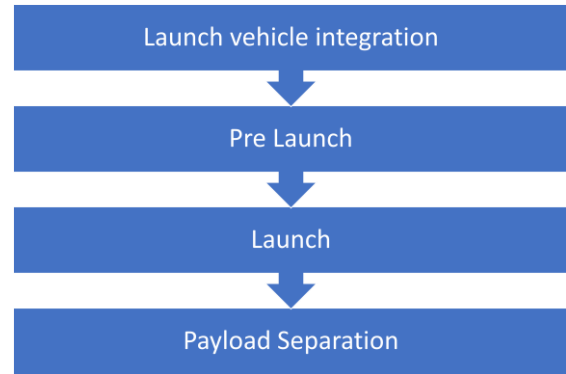 Launch vehicle integration
Pre Launch
Launch
Payload Separation